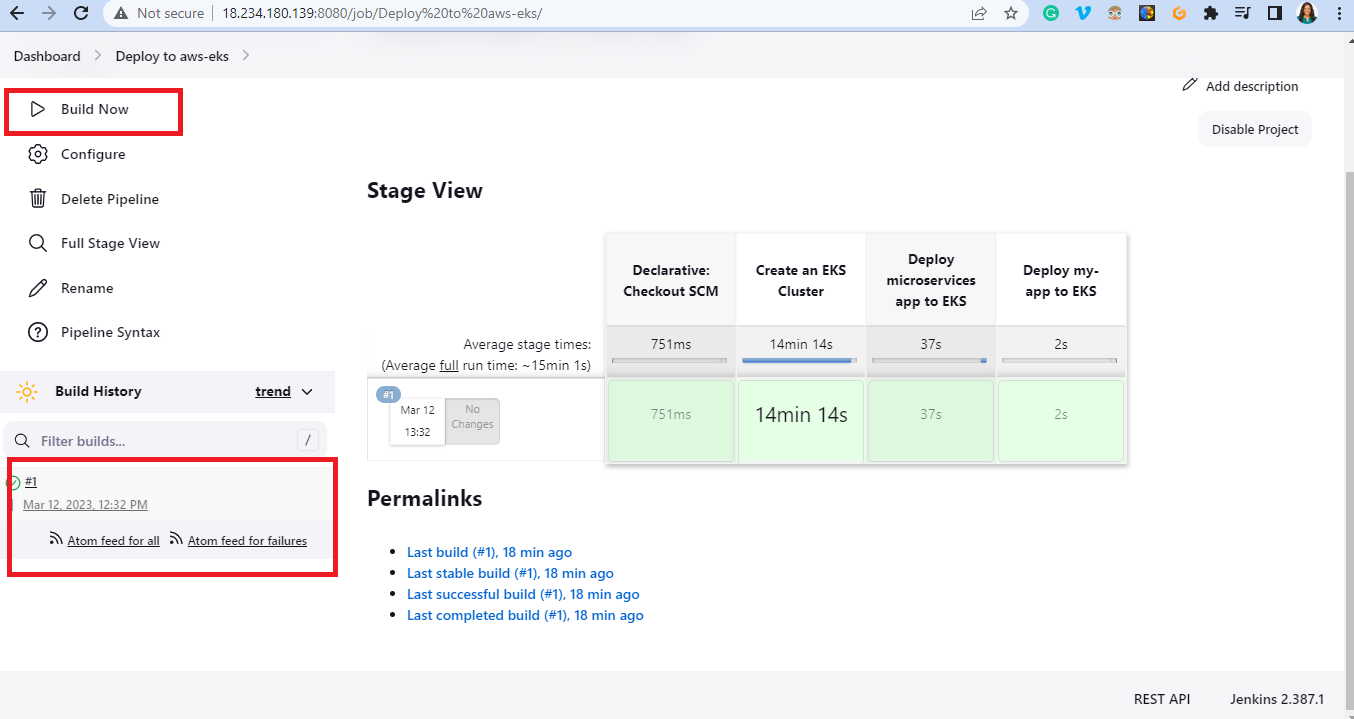 Not secure
18.234.180.139:8080/job/Deploy%20to%20aws-eks/
Dashboard
Deploy to aws-eks
Build Now
Configure
Delete Pipeline
Full Stage View
Rename
Pipeline Syntax
Build History
trend
Filter builds...
/
#1
Mar 12, 2023, 12:32 PM
Atom feed for all
Atom feed for failures
Add description
Disable Project
Stage View
Declarative:
Checkout SCM
Create an EKS
Cluster
Deploy
microservices
app to EKS
Deploy my-
app to EKS
Average stage times:
(Average full run time: ~15min 1s)
751ms
14min 14s
37s
2s
#1
Mar 12
13:32
No
Changes
751ms
14min 14s
37s
2s
Permalinks
Last build (#1), 18 min ago
Last stable build (#1), 18 min ago
Last successful build (#1), 18 min ago
Last completed build (#1), 18 min ago
REST API
Jenkins 2.387.1